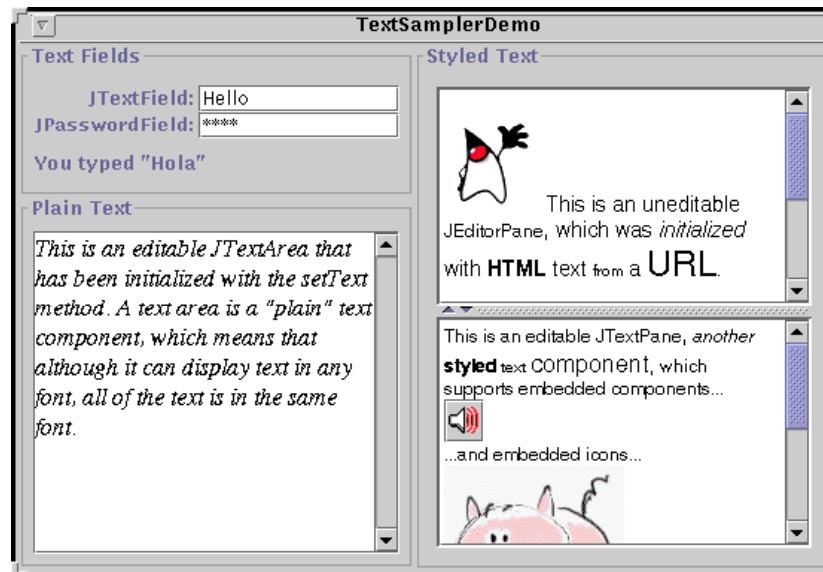 TextSamplerDemo
Text Fields
JTextField: Hello
JPasswordField: ****
You typed "Hola"
Plain Text
This is an editable JTextArea that
has been initialized with the setText
method. A text area is a "plain" text
component, which means that
although it can display text in any
font, all of the text is in the same
font.
Styled Text
This is an uneditable
JEditorPane, which was initialized
with HTML text from a URL.
This is an editable JTextPane, another
styled text component, which
supports embedded components...
...and embedded icons...